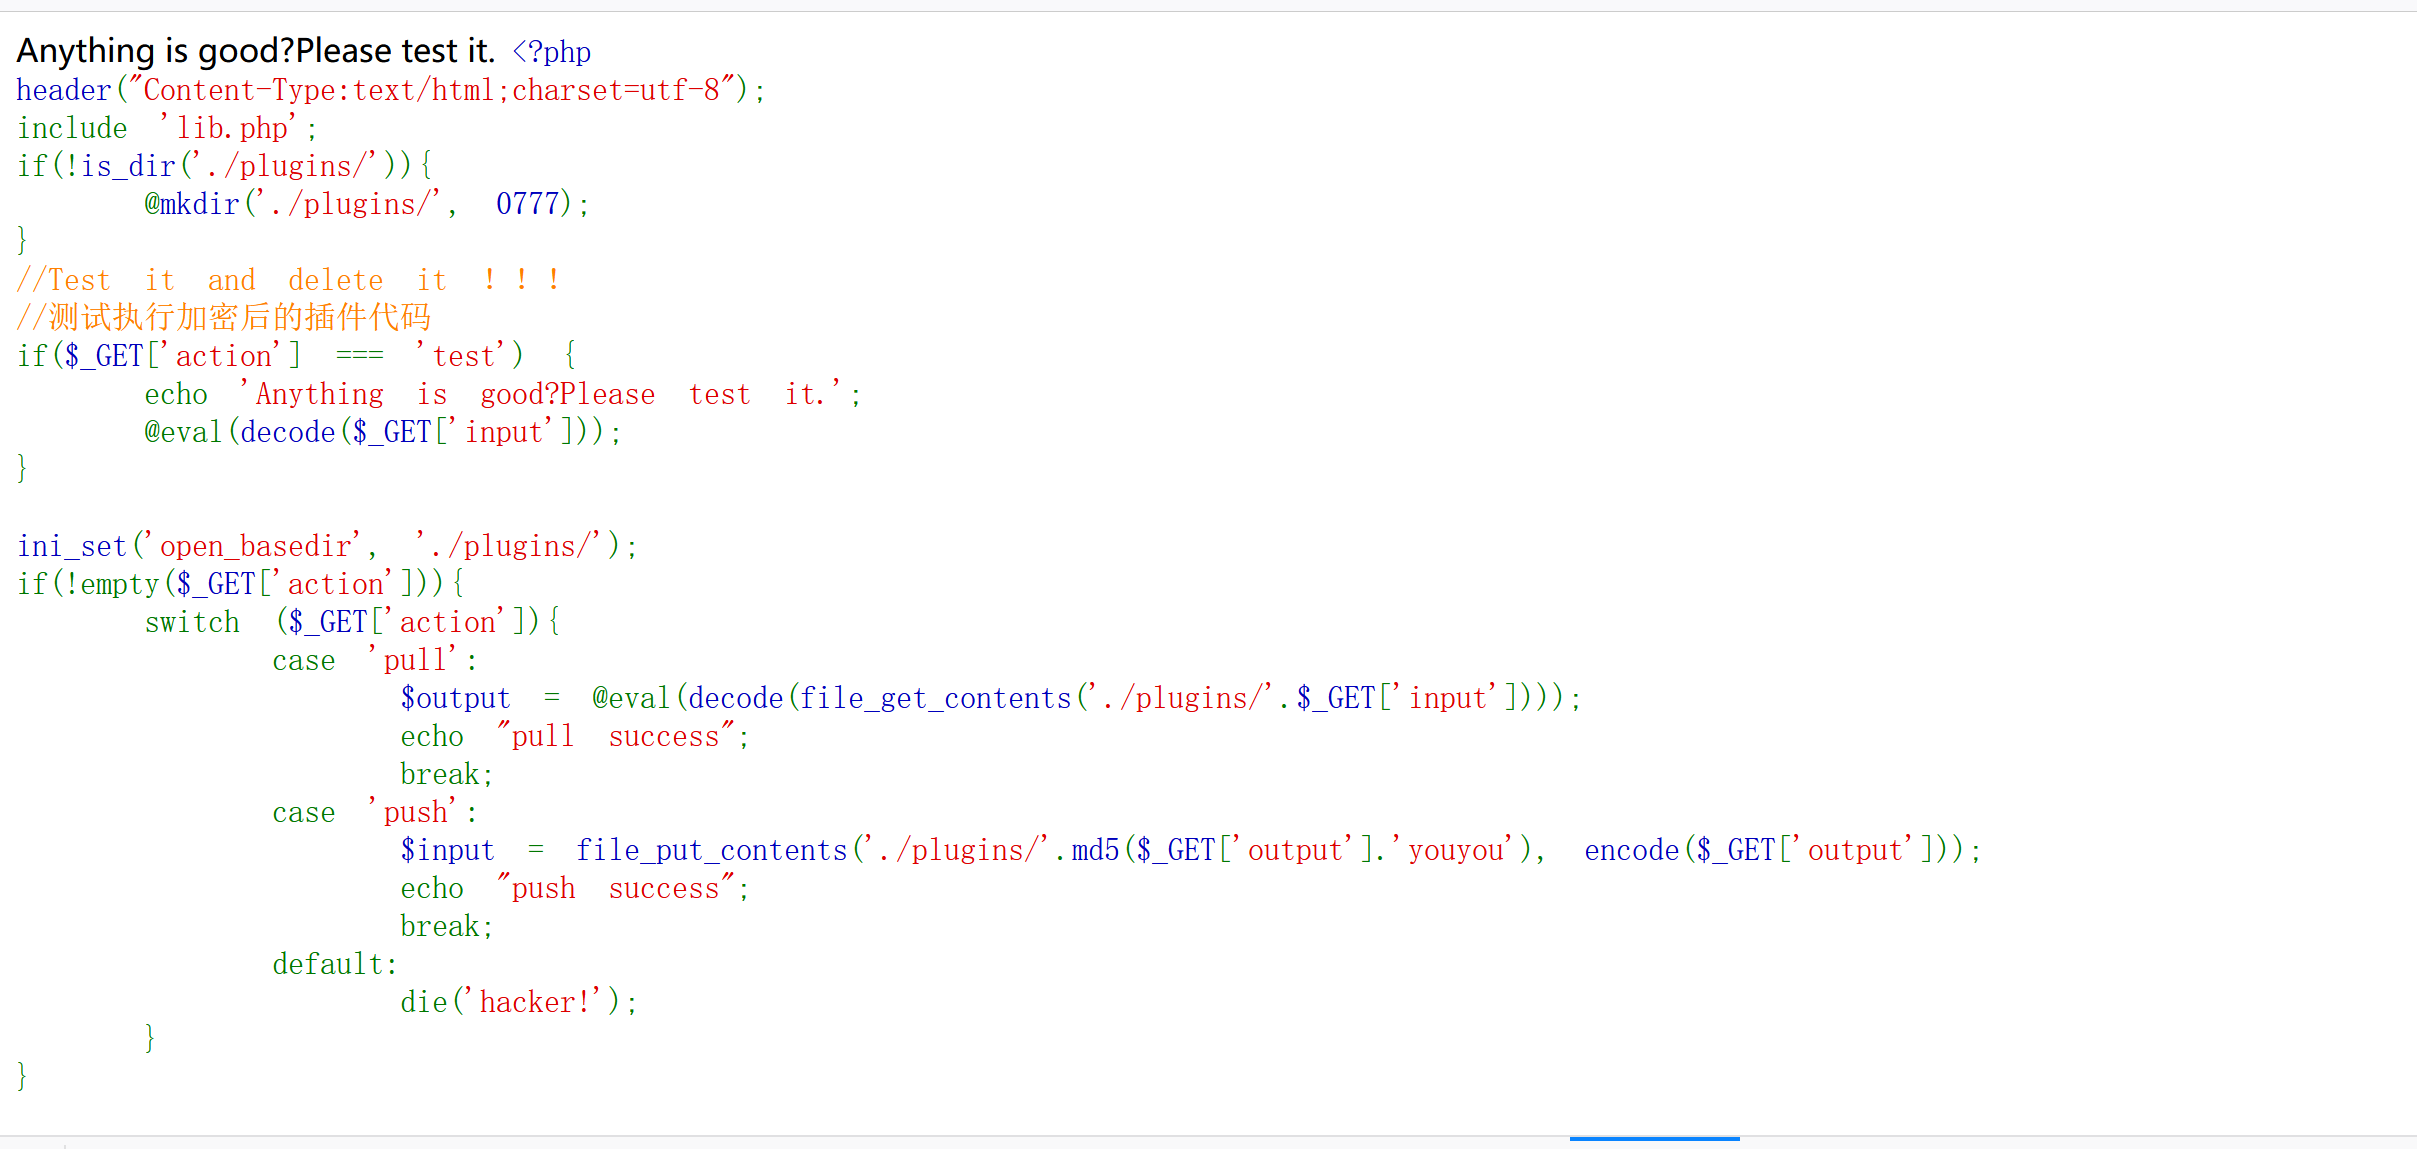 Anything is good?Please test it. <?php
header("Content-Type:text/html;charset=utf-8");
include 'lib.php';
if(!is_dir('./plugins/')){
@mkdir('./plugins/', 0777);
}
//Test it and delete it ！！！
//测试执行加密后的插件代码
if($_GET['action'] === 'test') {
echo 'Anything is good?Please test it.';
@eval(decode($_GET['input']));
}
ini_set('open_basedir', './plugins/');
if(!empty($_GET['action'])){
switch ($_GET['action']){
case 'pull':
$output = @eval(decode(file_get_contents('./plugins/'.$_GET['input'])));
echo "pull success";
break;
case 'push':
$input = file_put_contents('./plugins/'.md5($_GET['output'].'youyou'), encode($_GET['output']));
echo "push success";
break;
default:
die('hacker!');
}
}